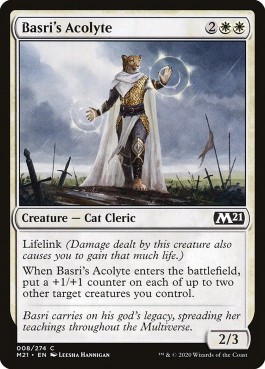 Basri's Acolyte 2
Creature — Cat Cleric M21
Lifelink (Damage dealt by this creature also
causes you to gain that much life.)
When Basri's Acolyte enters the battlefield,
put a +1/+1 counter on each of up to two
other target creatures you control.
Basri carries on his god's legacy, spreading her
teachings throughout the Multiverse.
2/3
008/274 C
M21 • EN LEESHA HANNIGAN ™ & © 2020 Wizards of the Coast